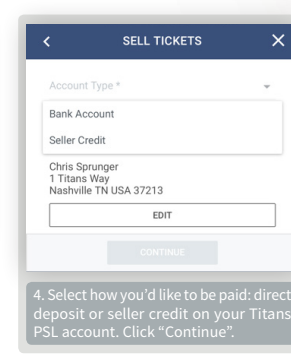 SELL TICKETS
Account Type *
Bank Account
Seller Credit
Chris Sprunger
1 Titans Way
Nashville TN USA 37213
EDIT
CONTINUE
4. Select how you’d like to be paid: direct
deposit or seller credit on your Titans
PSL account. Click “Continue”.